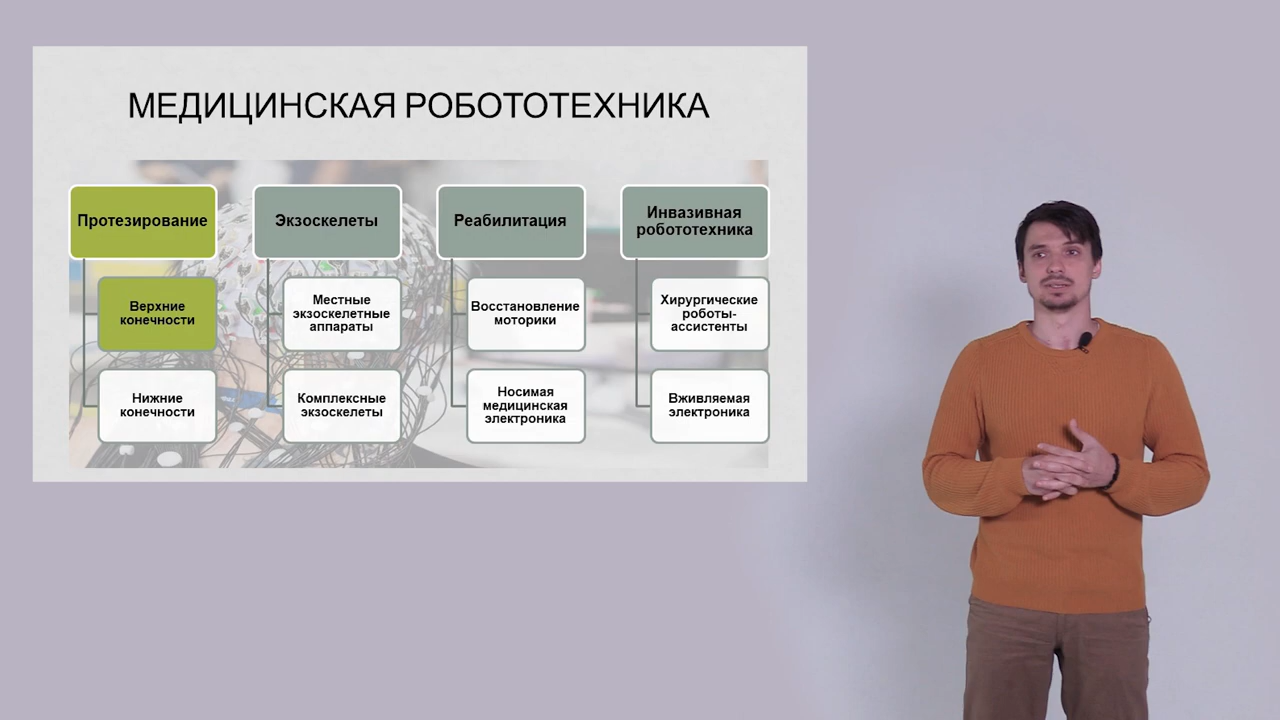 МЕДИЦИНСКАЯ РОБОТОТЕХНИКА
Протезирование
Верхние
конечности
Нижние
конечности
Экзоскелеты
Местные
экзоскелетные
аппараты
Комплексные
экзоскелеты
Реабилитация
Восстановление
моторики
Носимая
медицинская
электроника
Инвазивная
робототехника
Хирургические
роботы-
ассистенты
Вживляемая
электроника